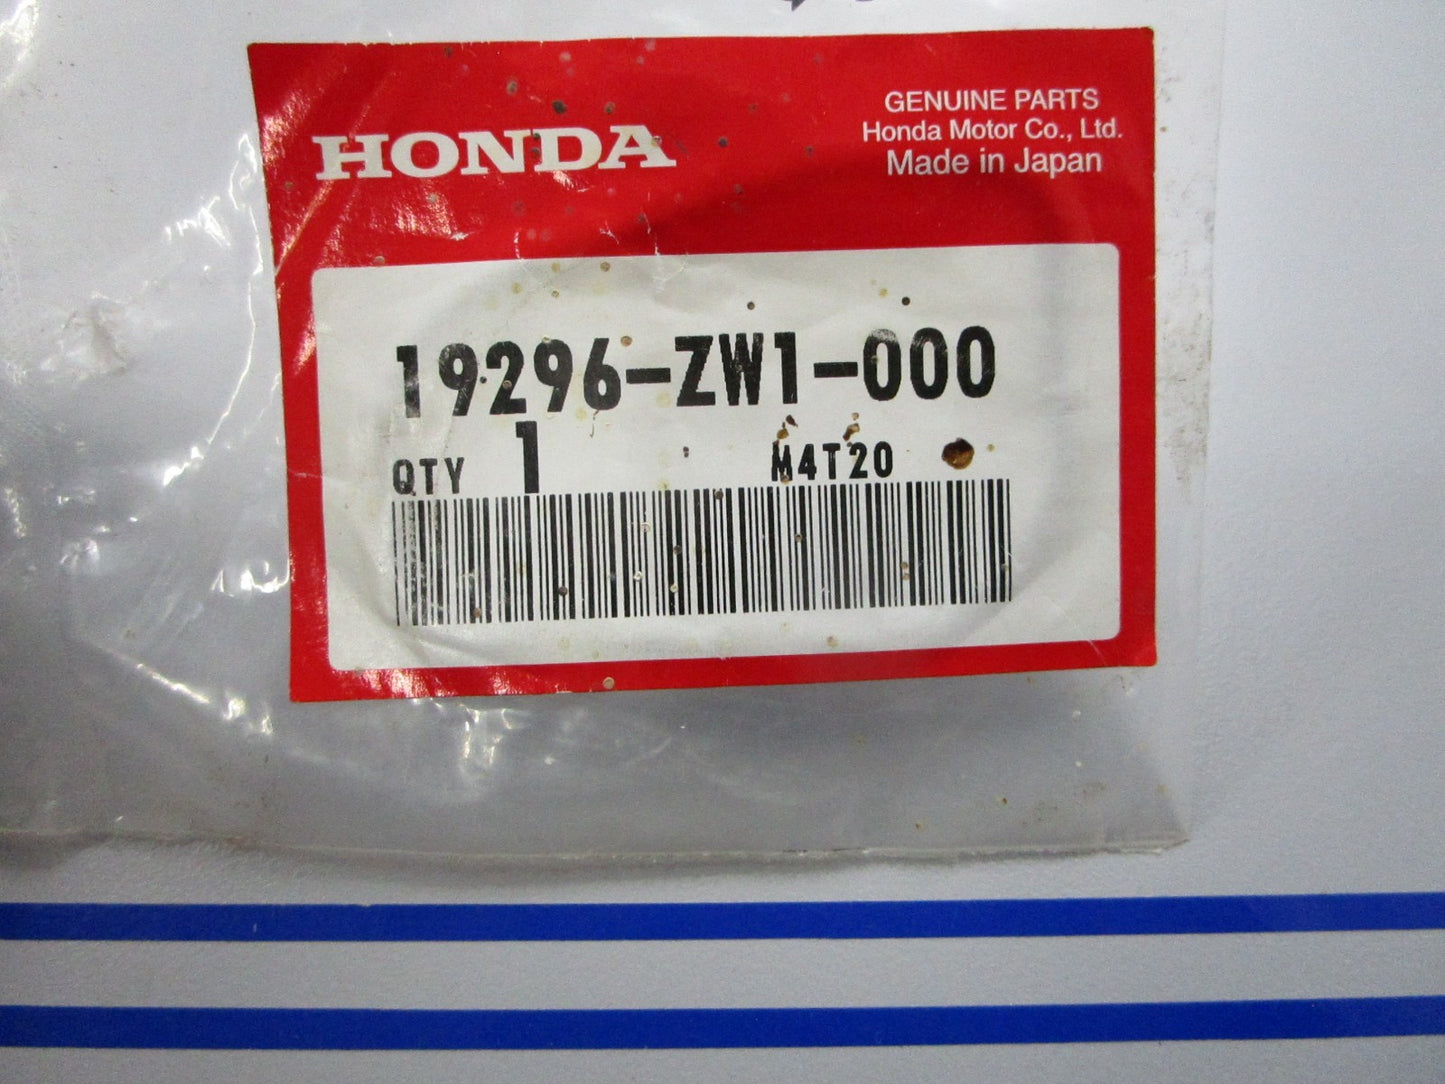 HONDA
GENUINE PARTS
Honda Motor Co., Ltd.
Made in Japan
19296-ZW1-000
QTY 1 M4T20